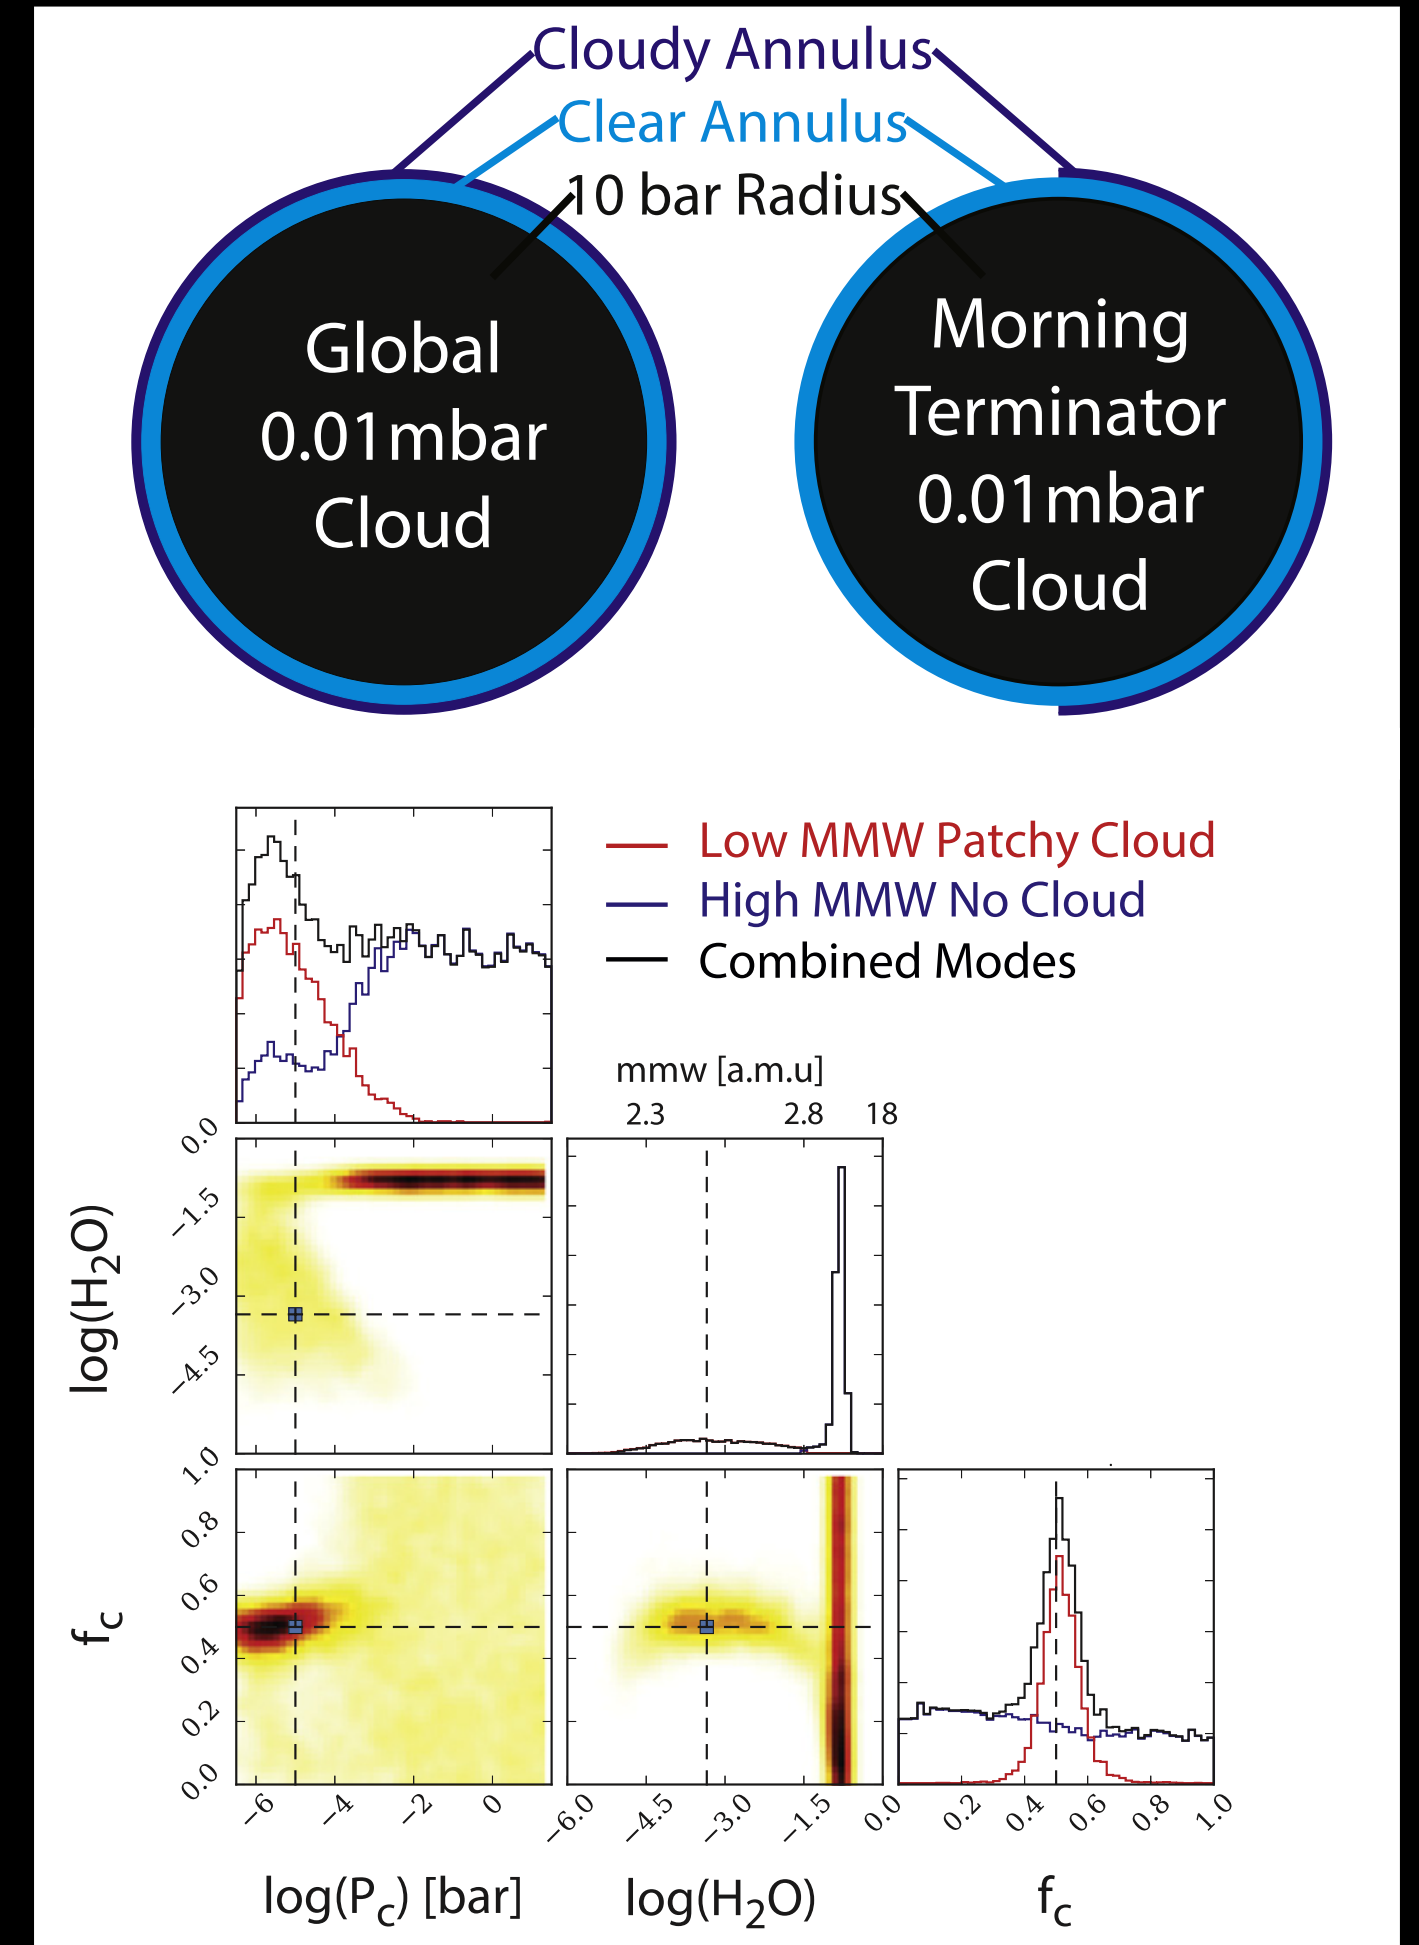 Cloudy Annulus
Clear Annulus
10 bar Radius
Global
0.01mbar
Cloud
Morning
Terminator
0.01mbar
Cloud
Low MMW Patchy Cloud
High MMW No Cloud
Combined Modes
mmw [a.m.u]
2.3 2.8 18
0.0
−1.5
−3.0
−4.5
log(H₂O)
1.0
0.8
0.6
0.4
0.2
0.0
f_c
−6 −4 −2 0
−6.0 −4.5 −3.0 −1.5 0.0
0.2 0.4 0.6 0.8 1.0
log(P_c) [bar]
log(H₂O)
f_c